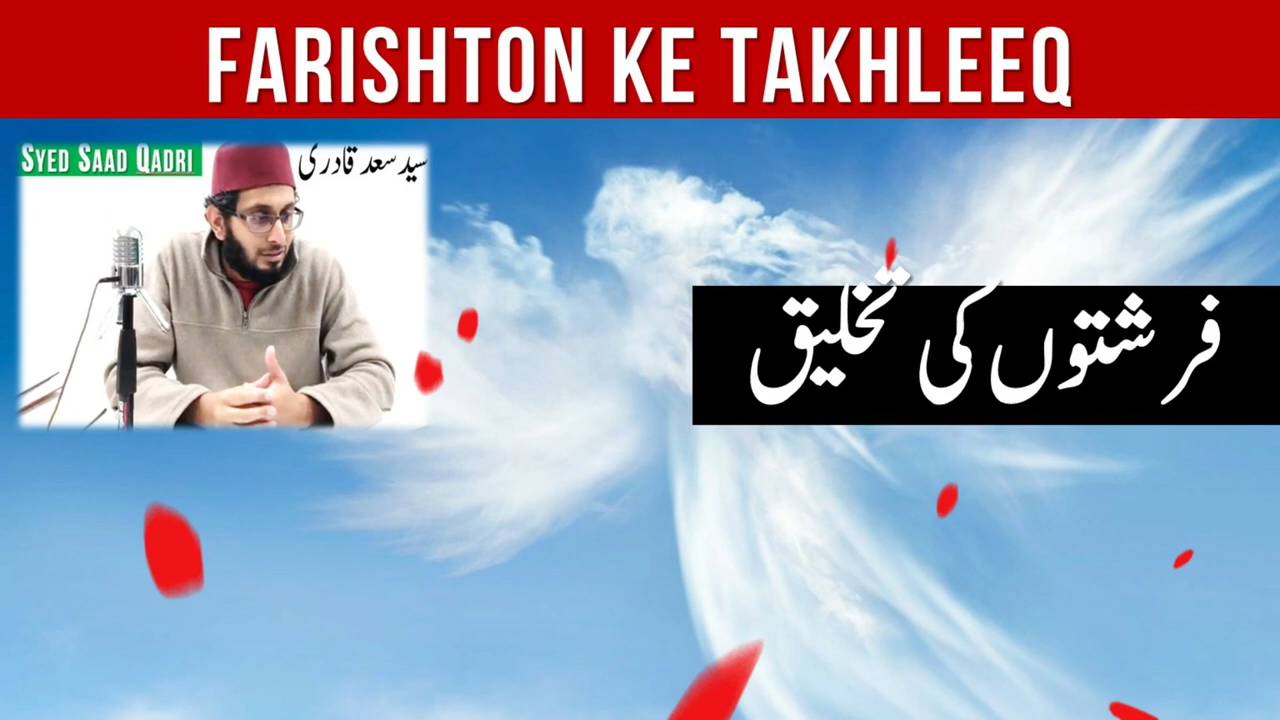 FARISHTON KE TAKHLEEQ
SYED SAAD QADRI
سید سعد قادری
فرشتوں کی تخلیق